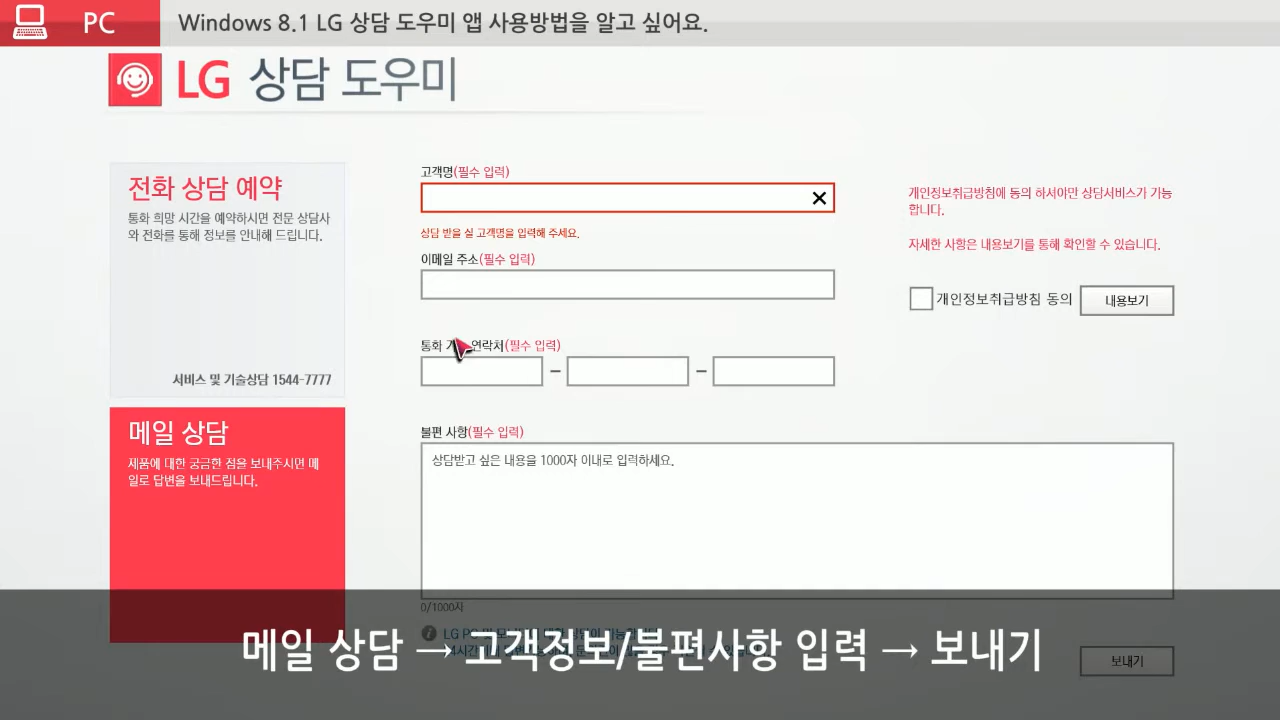 PC
Windows 8.1 LG 상담 도우미 앱 사용방법을 알고 싶어요.
LG 상담 도우미
전화 상담 예약
통화 희망 시간을 예약하시면 전문 상담사
와 전화를 통해 정보를 안내해 드립니다.
서비스 및 기술상담 1544-7777
메일 상담
제품에 대한 궁금한 점을 보내주시면 메
일로 답변을 보내드립니다.
고객명(필수 입력)
상담 받을 실 고객명을 입력해 주세요.
이메일 주소(필수 입력)
통화 연락처(필수 입력)
불편 사항(필수 입력)
상담받고 싶은 내용을 1000자 이내로 입력하세요.
0/1000자
개인정보취급방침에 동의 하셔야만 상담서비스가 가능
합니다.
자세한 사항은 내용보기를 통해 확인할 수 있습니다.
개인정보취급방침 동의
내용보기
메일 상담 → 고객정보/불편사항 입력 → 보내기
보내기